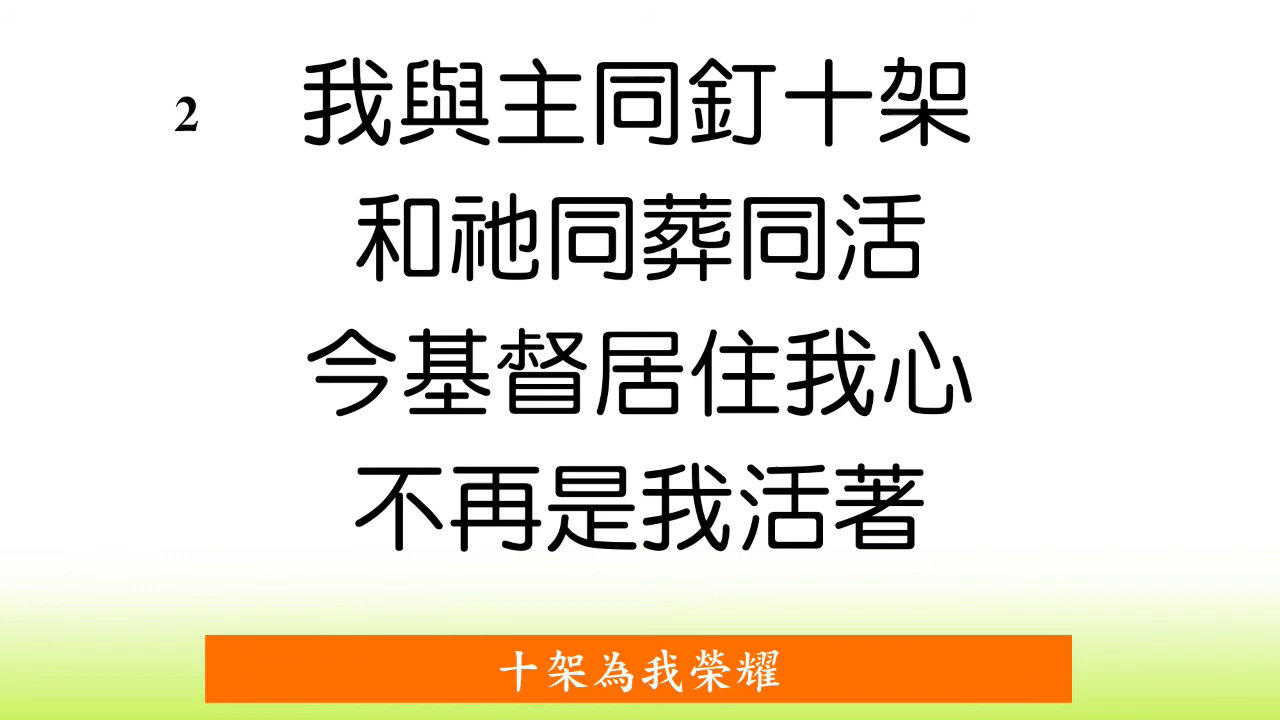 2 我與主同釘十架
和祂同葬同活
今基督居住我心
不再是我活著
十架為我榮耀